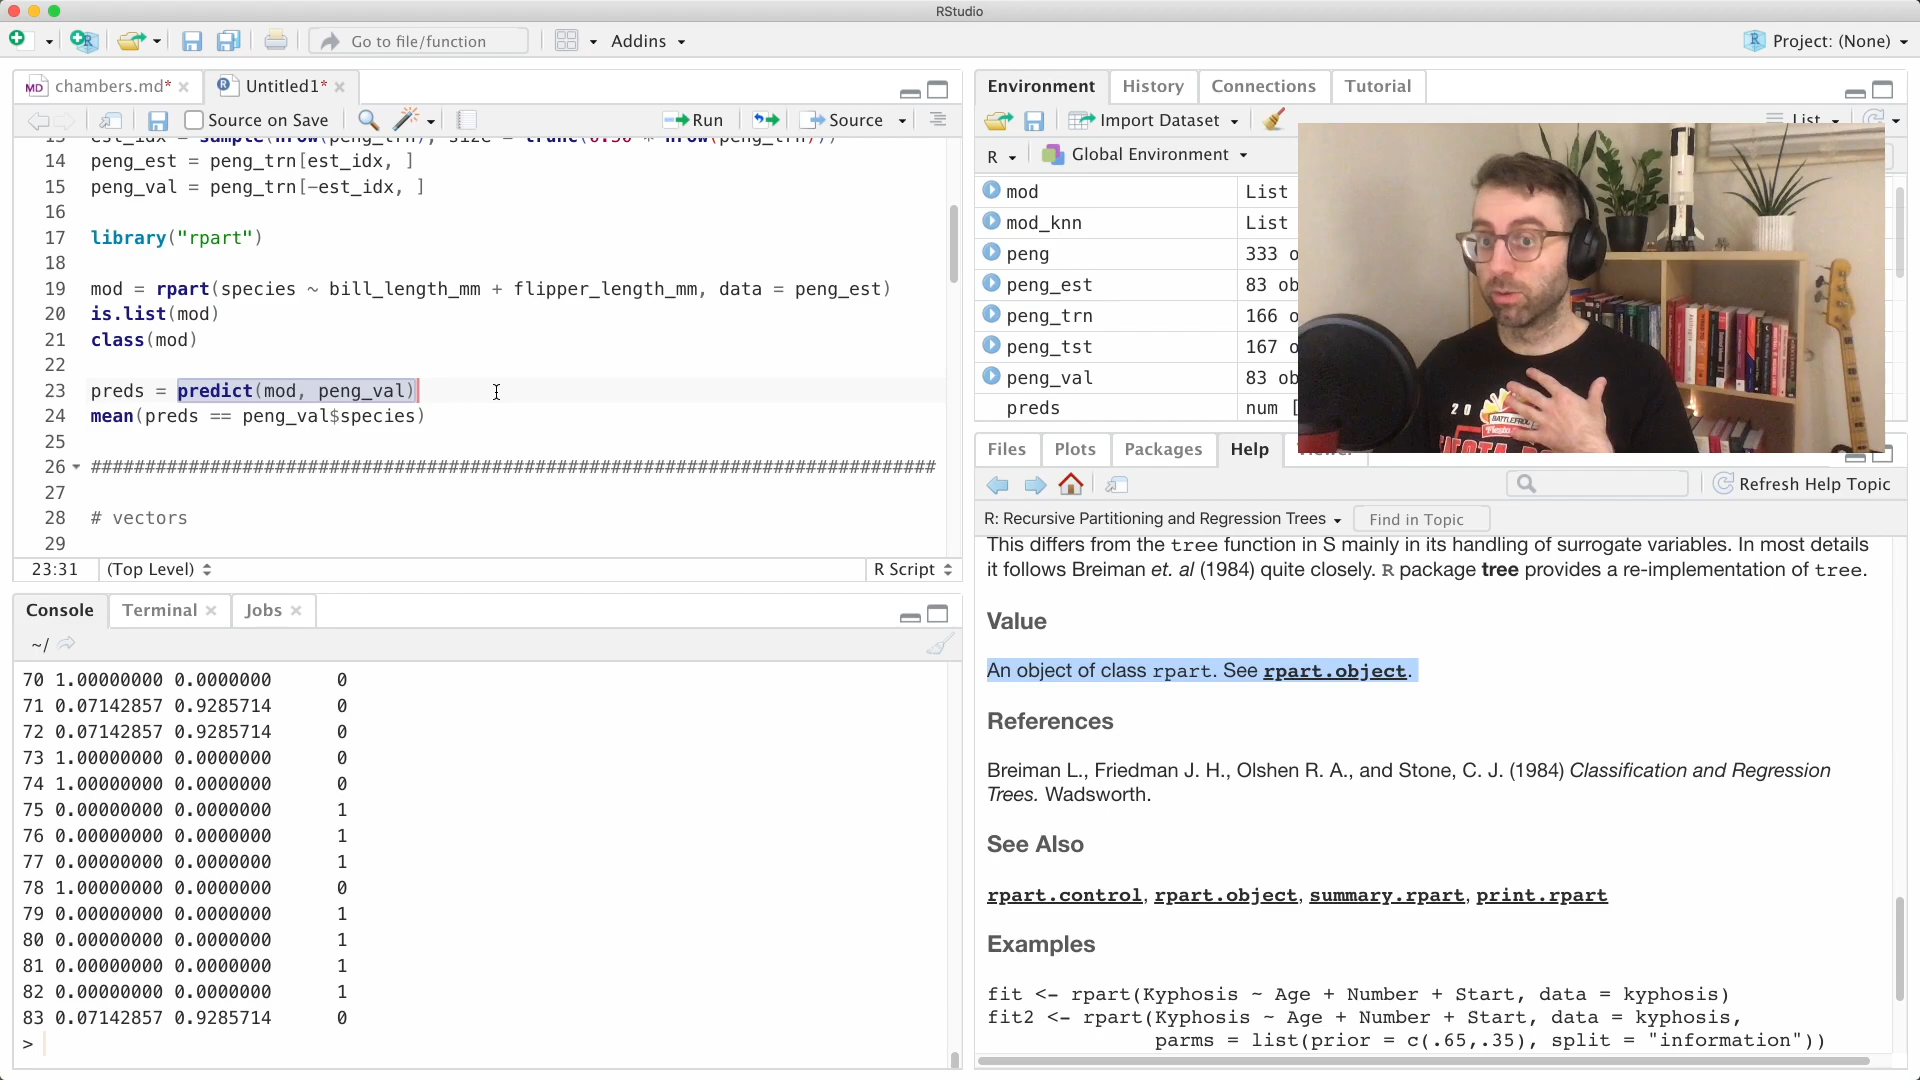 RStudio
Go to file/function
Addins
Project: (None)
MD chambers.md*
Untitled1*
Source on Save
Run
Source
14 peng_est = peng_trn[est_idx, ]
15 peng_val = peng_trn[-est_idx, ]
16
17 library("rpart")
18
19 mod = rpart(species ~ bill_length_mm + flipper_length_mm, data = peng_est)
20 is.list(mod)
21 class(mod)
22
23 preds = predict(mod, peng_val)
24 mean(preds == peng_val$species)
25
26 ##############################################################################
27
28 # vectors
29
23:31 (Top Level) R Script
Console Terminal Jobs
~/
70 1.00000000 0.0000000 0
71 0.07142857 0.9285714 0
72 0.07142857 0.9285714 0
73 1.00000000 0.0000000 0
74 1.00000000 0.0000000 0
75 0.00000000 0.0000000 1
76 0.00000000 0.0000000 1
77 0.00000000 0.0000000 1
78 1.00000000 0.0000000 0
79 0.00000000 0.0000000 1
80 0.00000000 0.0000000 1
81 0.00000000 0.0000000 1
82 0.00000000 0.0000000 1
83 0.07142857 0.9285714 0
>
Environment History Connections Tutorial
Import Dataset
List
R Global Environment
mod List
mod_knn List
peng 333 o
peng_est 83 ob
peng_trn 166 o
peng_tst 167 o
peng_val 83 ob
preds num [
20
BATTLEFROG
Fiesta
Files Plots Packages Help
Refresh Help Topic
R: Recursive Partitioning and Regression Trees Find in Topic
This differs from the tree function in S mainly in its handling of surrogate variables. In most details
it follows Breiman et. al (1984) quite closely. R package tree provides a re-implementation of tree.
Value
An object of class rpart. See rpart.object.
References
Breiman L., Friedman J. H., Olshen R. A., and Stone, C. J. (1984) Classification and Regression
Trees. Wadsworth.
See Also
rpart.control, rpart.object, summary.rpart, print.rpart
Examples
fit <- rpart(Kyphosis ~ Age + Number + Start, data = kyphosis)
fit2 <- rpart(Kyphosis ~ Age + Number + Start, data = kyphosis,
parms = list(prior = c(.65,.35), split = "information"))